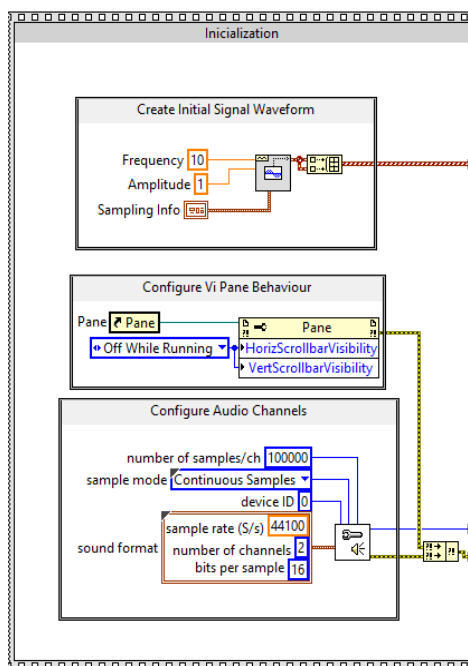 Inicialization
Create Initial Signal Waveform
Frequency 10
Amplitude 1
Sampling Info
Configure Vi Pane Behaviour
Pane Pane
Pane
Off While Running
HorizScrollbarVisibility
VertScrollbarVisibility
Configure Audio Channels
number of samples/ch 100000
sample mode Continuous Samples
device ID 0
sample rate (S/s) 44100
sound format
number of channels 2
bits per sample 16